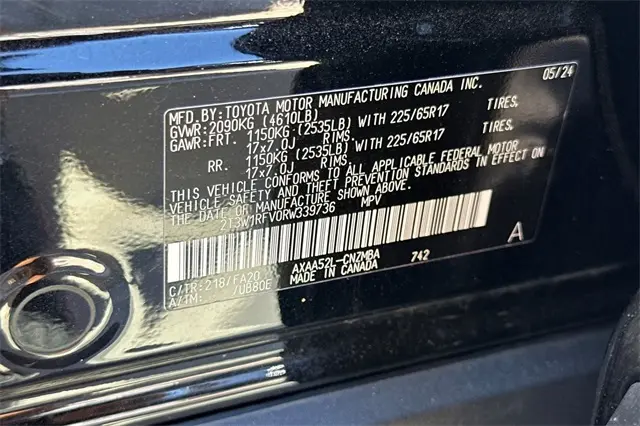 MFD.BY:TOYOTA MOTOR MANUFACTURING CANADA INC. 05/24
GVWR:2090KG (4610LB)
GAWR:FRT. 1150KG (2535LB) WITH 225/65R17 TIRES,
17x7.0J RIMS,
RR. 1150KG (2535LB) WITH 225/65R17 TIRES,
17x7.0J RIMS,
THIS VEHICLE CONFORMS TO ALL APPLICABLE FEDERAL MOTOR
VEHICLE SAFETY AND THEFT PREVENTION STANDARDS IN EFFECT ON
THE DATE OF MANUFACTURE SHOWN ABOVE.
2T3W1RFV0RW339736 MPV
C/TR:218/FA20 AXAA52L-CNZMBA 742 A
A/TM: /UB80E MADE IN CANADA